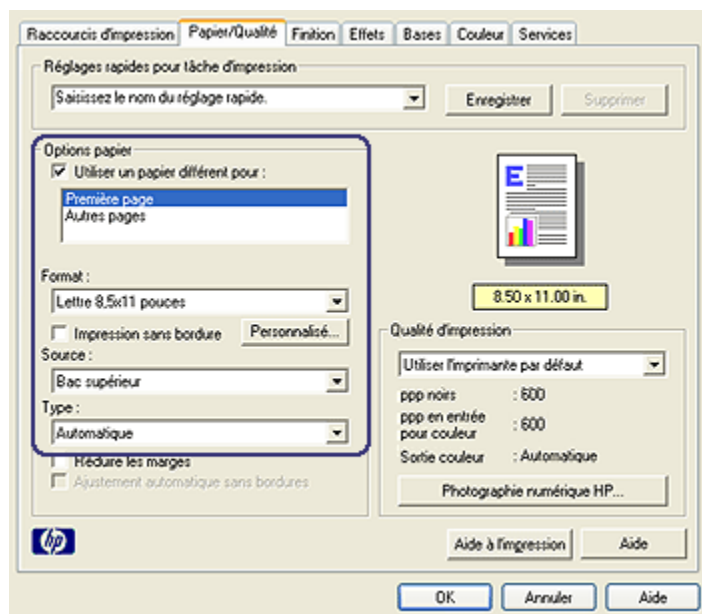 Raccourcis d'impression Papier/Qualité Finition Effets Bases Couleur Services
Réglages rapides pour tâche d'impression
Saisissez le nom du réglage rapide. Enregistrer Supprimer
Options papier
Utiliser un papier différent pour :
Première page
Autres pages
E
8.50 x 11.00 in.
Format :
Lettre 8,5x11 pouces
Impression sans bordure Personnalisé...
Source :
Bac supérieur
Type :
Automatique
Réduire les marges
Ajustement automatique sans bordures
Qualité d'impression
Utiliser l'imprimante par défaut
ppp noirs : 600
ppp en entrée
pour couleur : 600
Sortie couleur : Automatique
Photographie numérique HP...
hp
Aide à l'impression Aide
OK Annuler Aide